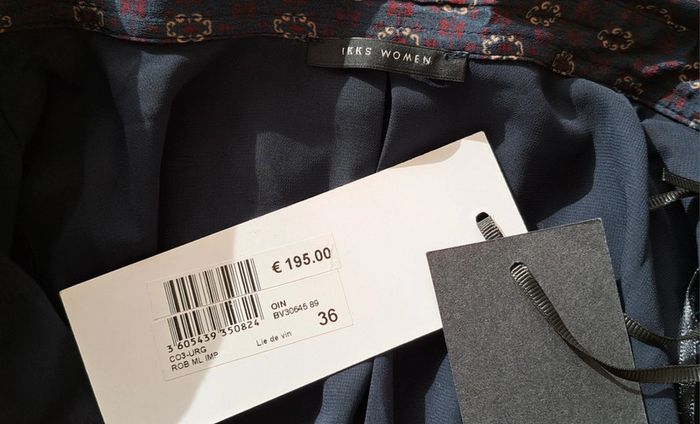 IKKS WOMEN
€ 195.00
OIN
BV30645 89
3 605439 350824
36
CO3-URG
Lie de vin
ROB ML IMP